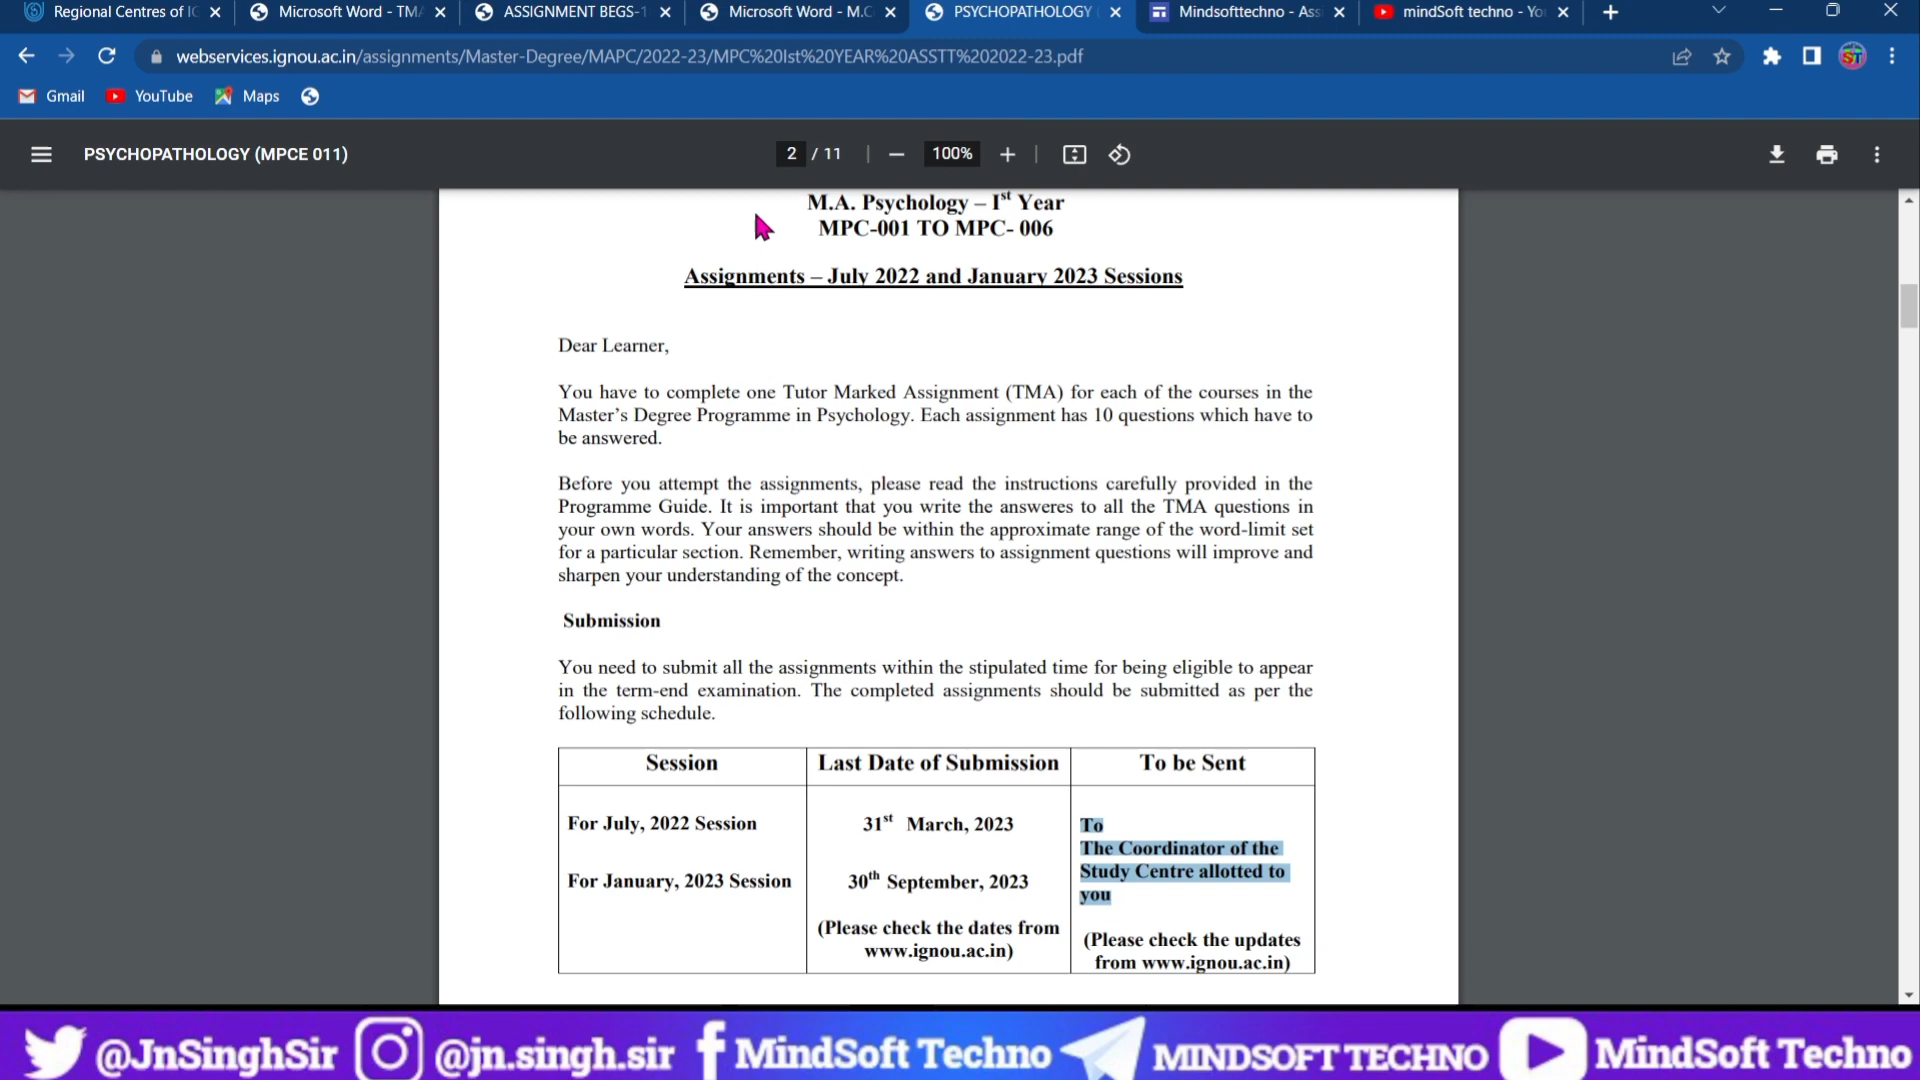 Regional Centres of I
Microsoft Word - TMA
ASSIGNMENT BEGS-1
Microsoft Word - M.C
PSYCHOPATHOLOGY (
Mindsofttechno - Ass
mindSoft techno - Yo
webservices.ignou.ac.in/assignments/Master-Degree/MAPC/2022-23/MPC%20Ist%20YEAR%20ASSTT%202022-23.pdf
ST
Gmail
YouTube
Maps
PSYCHOPATHOLOGY (MPCE 011)
2 / 11
100%
M.A. Psychology – Ist Year
MPC-001 TO MPC- 006
Assignments – July 2022 and January 2023 Sessions
Dear Learner,
You have to complete one Tutor Marked Assignment (TMA) for each of the courses in the
Master's Degree Programme in Psychology. Each assignment has 10 questions which have to
be answered.
Before you attempt the assignments, please read the instructions carefully provided in the
Programme Guide. It is important that you write the answeres to all the TMA questions in
your own words. Your answers should be within the approximate range of the word-limit set
for a particular section. Remember, writing answers to assignment questions will improve and
sharpen your understanding of the concept.
Submission
You need to submit all the assignments within the stipulated time for being eligible to appear
in the term-end examination. The completed assignments should be submitted as per the
following schedule.
Session
Last Date of Submission
To be Sent
For July, 2022 Session
31st March, 2023
To
The Coordinator of the
Study Centre allotted to
you
For January, 2023 Session
30th September, 2023
(Please check the dates from
www.ignou.ac.in)
(Please check the updates
from www.ignou.ac.in)
@JnSinghSir
@jn.singh.sir
MindSoft Techno
MINDSOFT TECHNO
MindSoft Techno